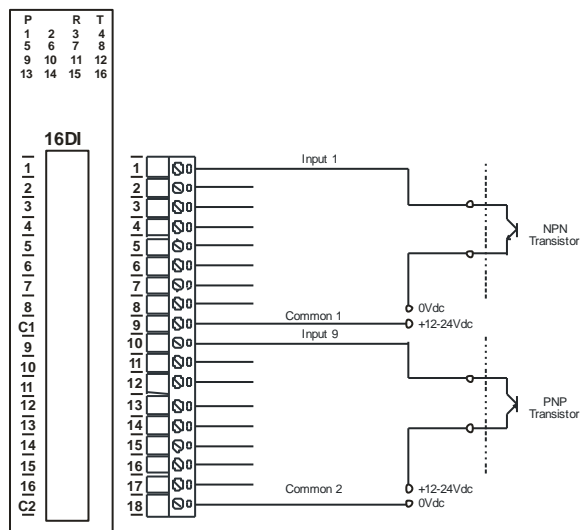 P R T
1 2 3 4
5 6 7 8
9 10 11 12
13 14 15 16
16DI
1
2
3
4
5
6
7
8
C1
9
10
11
12
13
14
15
16
C2
1
2
3
4
5
6
7
8
9
10
11
12
13
14
15
16
17
18
Input 1
NPN
Transistor
0Vdc
Common 1
+12-24Vdc
Input 9
PNP
Transistor
+12-24Vdc
Common 2
0Vdc